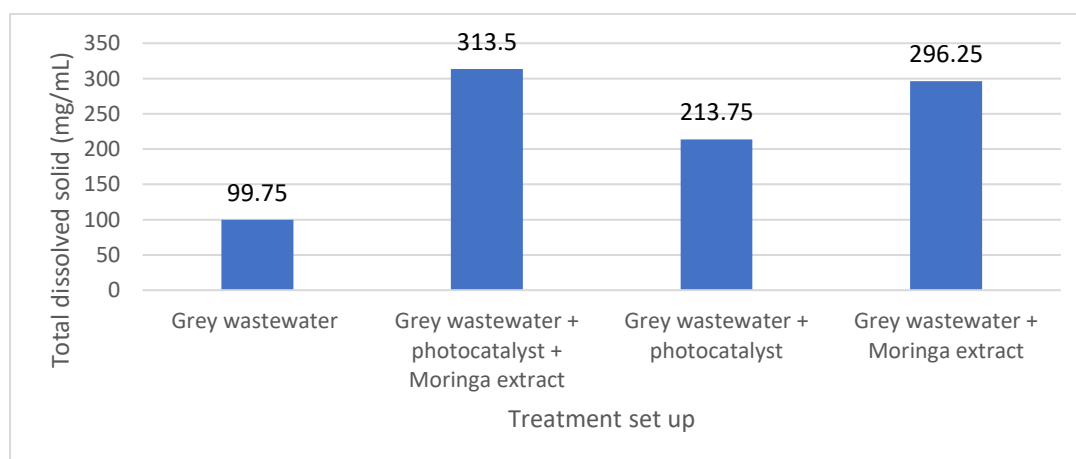 Total dissolved solid (mg/mL)
350
300
250
200
150
100
50
0
99.75
313.5
213.75
296.25
Grey wastewater
Grey wastewater +
photocatalyst +
Moringa extract
Grey wastewater +
photocatalyst
Grey wastewater +
Moringa extract
Treatment set up